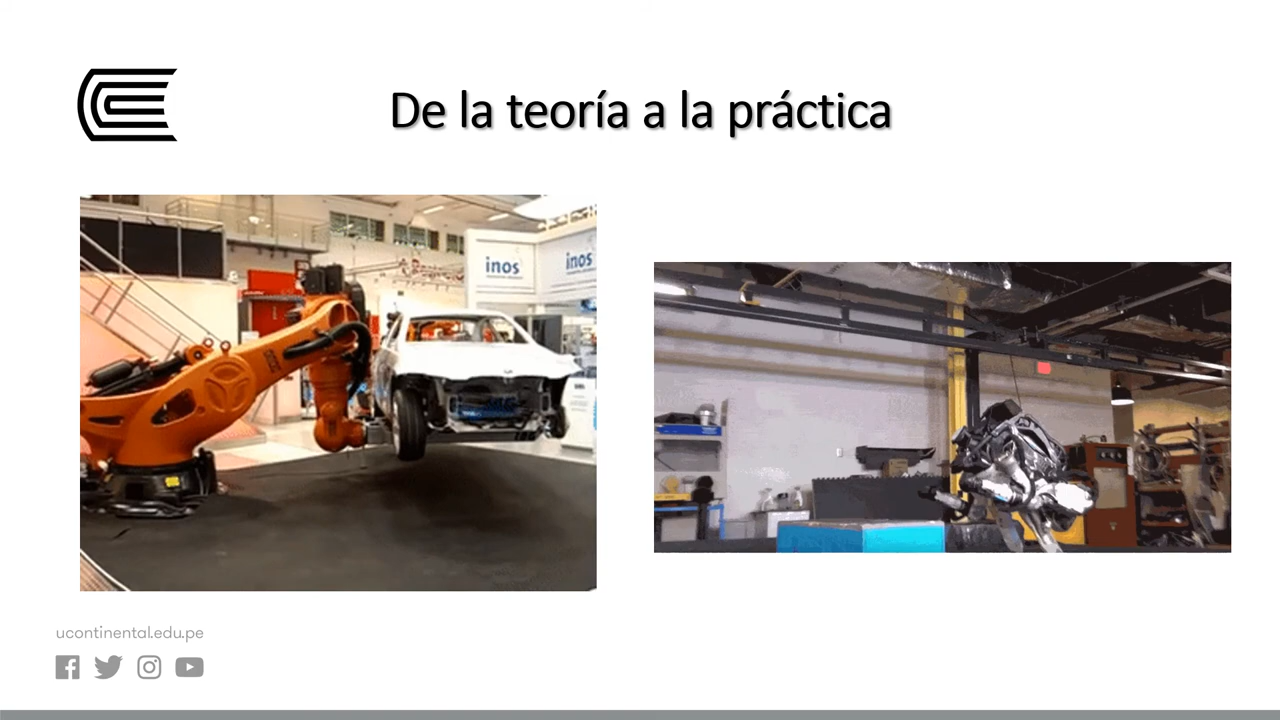 De la teoría a la práctica
inos
inos
ucontinental.edu.pe